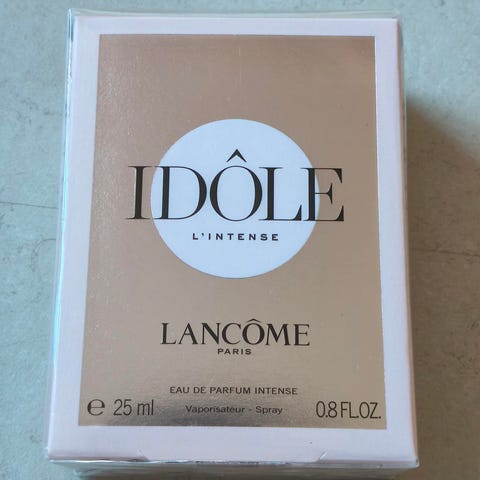 IDÔLE
L'INTENSE
LANCÔME
PARIS
EAU DE PARFUM INTENSE
℮ 25 ml Vaporisateur - Spray 0.8 FL.OZ.